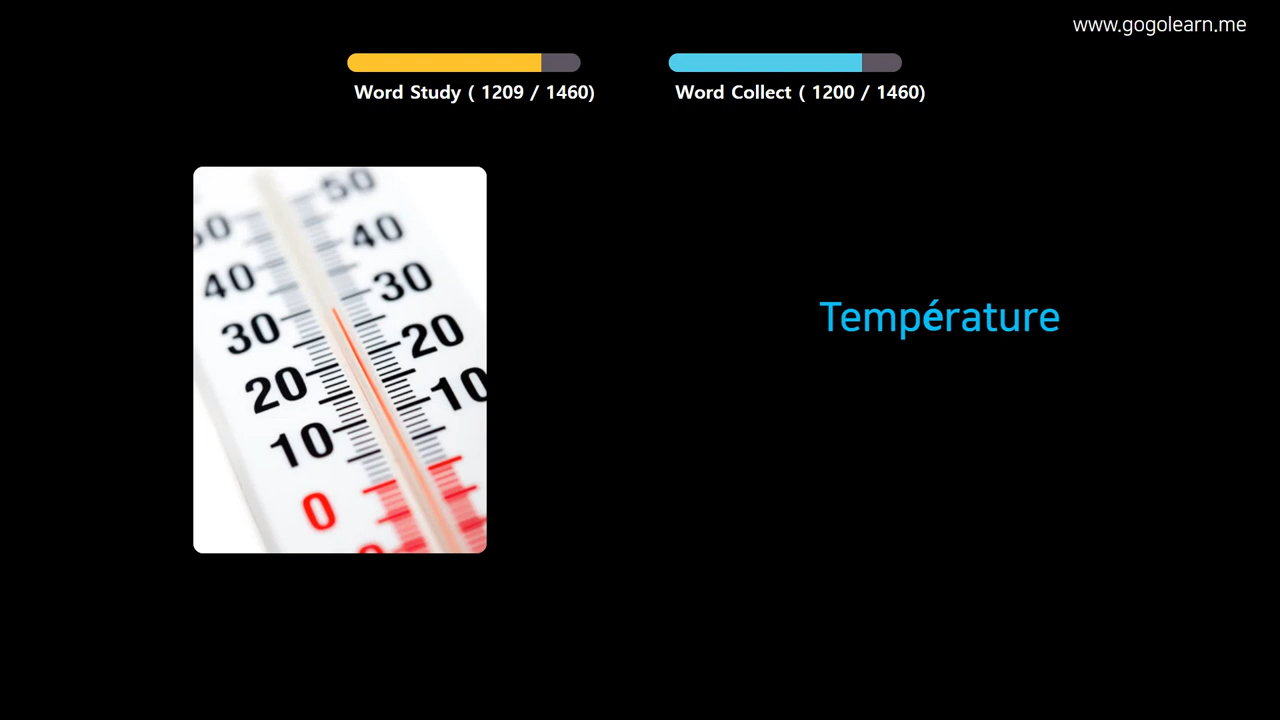 www.gogolearn.me
Word Study ( 1209 / 1460)
Word Collect ( 1200 / 1460)
50
50
40
40
30
30
20
Température
20
10
10
0